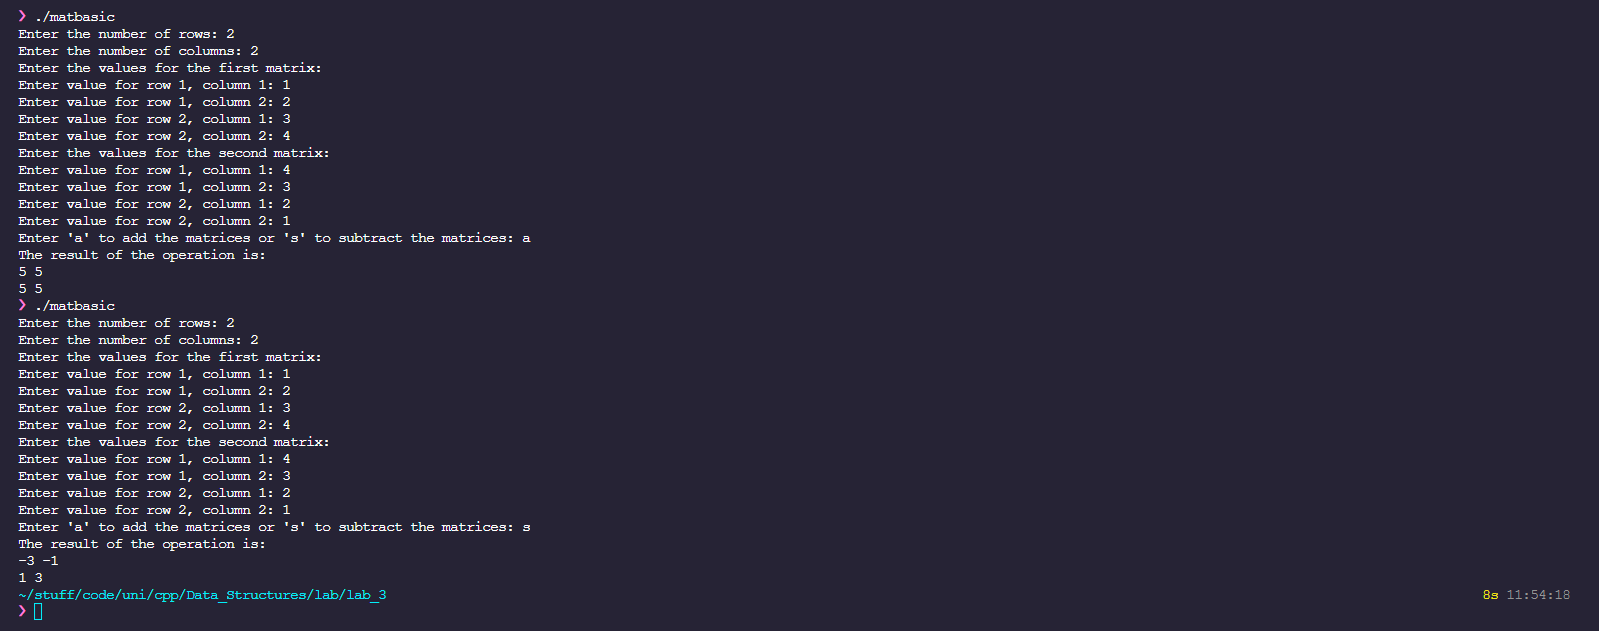 ❯ ./matbasic
Enter the number of rows: 2
Enter the number of columns: 2
Enter the values for the first matrix:
Enter value for row 1, column 1: 1
Enter value for row 1, column 2: 2
Enter value for row 2, column 1: 3
Enter value for row 2, column 2: 4
Enter the values for the second matrix:
Enter value for row 1, column 1: 4
Enter value for row 1, column 2: 3
Enter value for row 2, column 1: 2
Enter value for row 2, column 2: 1
Enter 'a' to add the matrices or 's' to subtract the matrices: a
The result of the operation is:
5 5
5 5
❯ ./matbasic
Enter the number of rows: 2
Enter the number of columns: 2
Enter the values for the first matrix:
Enter value for row 1, column 1: 1
Enter value for row 1, column 2: 2
Enter value for row 2, column 1: 3
Enter value for row 2, column 2: 4
Enter the values for the second matrix:
Enter value for row 1, column 1: 4
Enter value for row 1, column 2: 3
Enter value for row 2, column 1: 2
Enter value for row 2, column 2: 1
Enter 'a' to add the matrices or 's' to subtract the matrices: s
The result of the operation is:
-3 -1
1 3
~/stuff/code/uni/cpp/Data_Structures/lab/lab_3 8s 11:54:18
❯